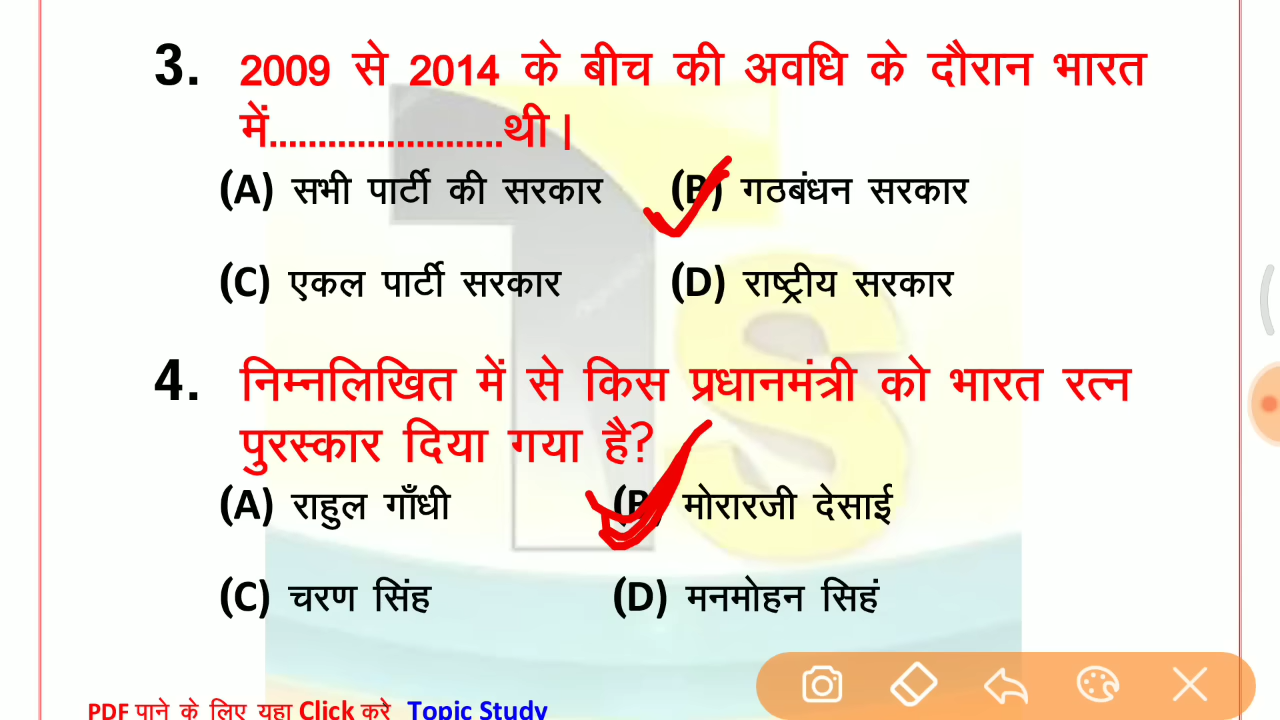 3. 2009 से 2014 के बीच की अवधि के दौरान भारत
में........................थी|
(A) सभी पार्टी की सरकार (B) गठबंधन सरकार
(C) एकल पार्टी सरकार (D) राष्ट्रीय सरकार
4. निम्नलिखित में से किस प्रधानमंत्री को भारत रत्न
पुरस्कार दिया गया है?
(A) राहुल गाँधी (B) मोरारजी देसाई
(C) चरण सिंह (D) मनमोहन सिहं
PDF पाने के लिए यहा Click करे Topic Study